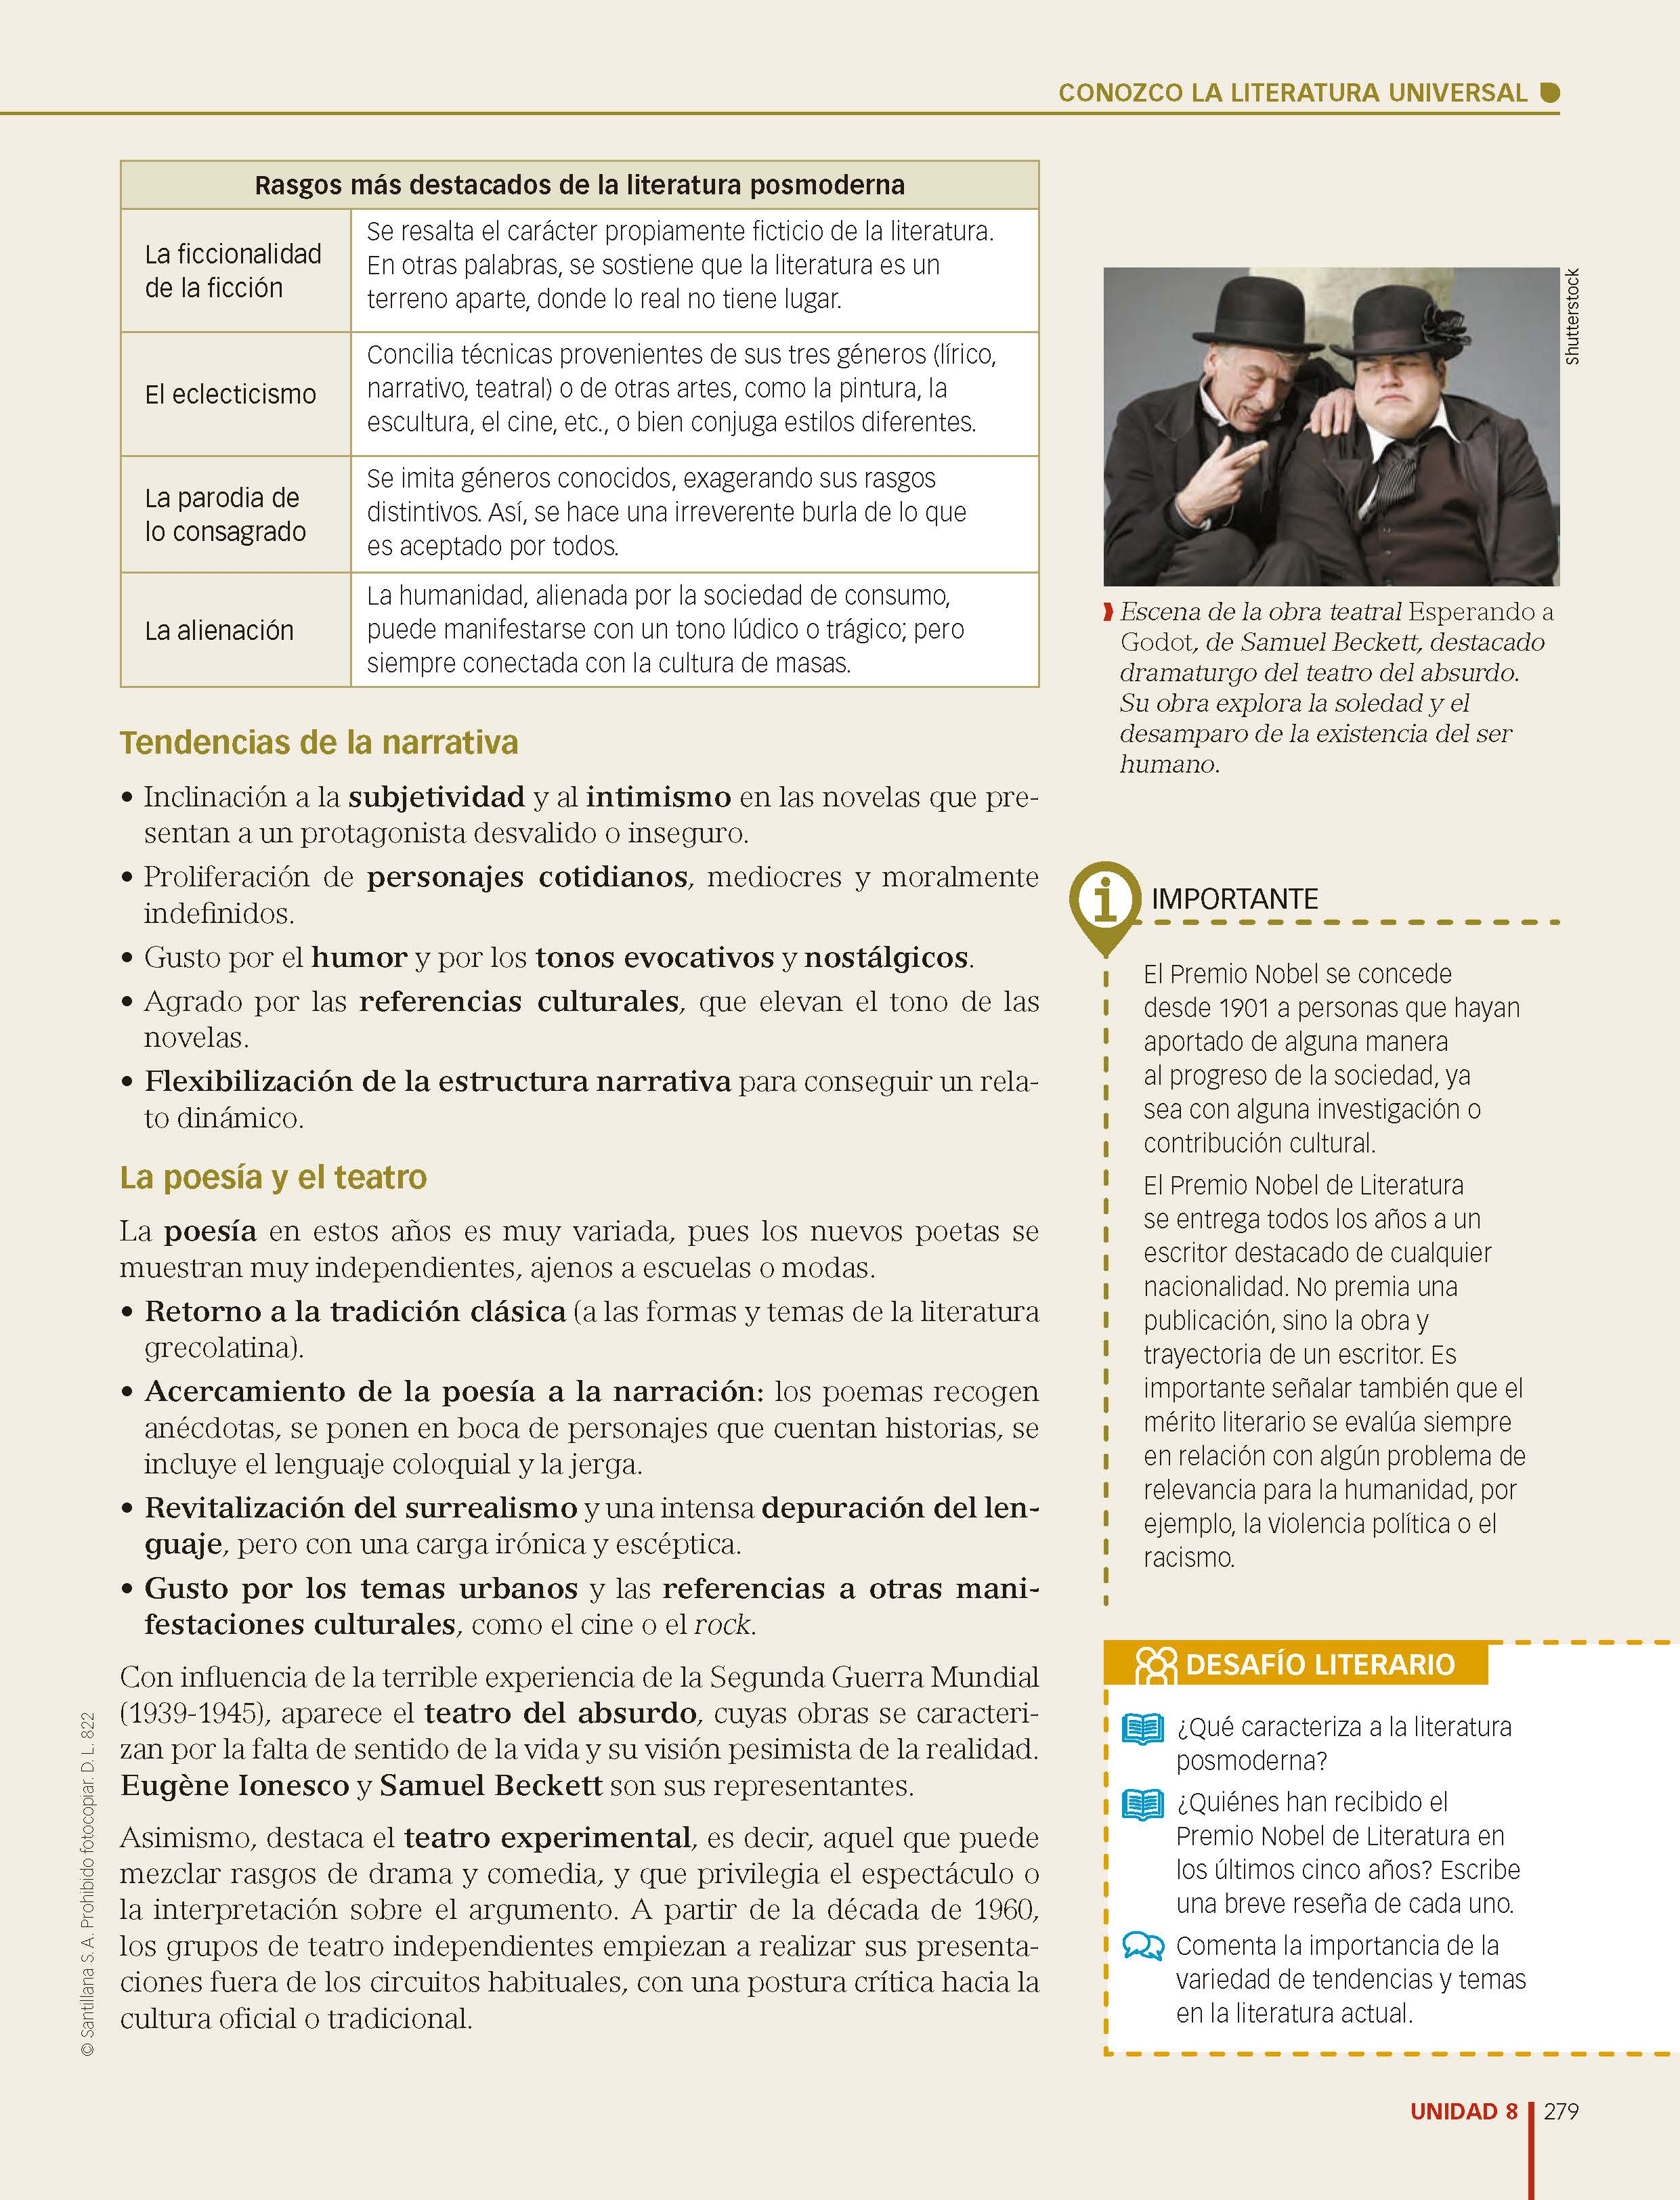 CONOZCO LA LITERATURA UNIVERSAL
Rasgos más destacados de la literatura posmoderna
La ficcionalidad
de la ficción
Se resalta el carácter propiamente ficticio de la literatura.
En otras palabras, se sostiene que la literatura es un
terreno aparte, donde lo real no tiene lugar.
El eclecticismo
Concilia técnicas provenientes de sus tres géneros (lírico,
narrativo, teatral) o de otras artes, como la pintura, la
escultura, el cine, etc., o bien conjuga estilos diferentes.
La parodia de
lo consagrado
Se imita géneros conocidos, exagerando sus rasgos
distintivos. Así, se hace una irreverente burla de lo que
es aceptado por todos.
La alienación
La humanidad, alienada por la sociedad de consumo,
puede manifestarse con un tono lúdico o trágico; pero
siempre conectada con la cultura de masas.
Tendencias de la narrativa
• Inclinación a la subjetividad y al intimismo en las novelas que pre-
sentan a un protagonista desvalido o inseguro.
• Proliferación de personajes cotidianos, mediocres y moralmente
indefinidos.
• Gusto por el humor y por los tonos evocativos y nostálgicos.
• Agrado por las referencias culturales, que elevan el tono de las
novelas.
• Flexibilización de la estructura narrativa para conseguir un rela-
to dinámico.
La poesía y el teatro
La poesía en estos años es muy variada, pues los nuevos poetas se
muestran muy independientes, ajenos a escuelas o modas.
• Retorno a la tradición clásica (a las formas y temas de la literatura
grecolatina).
• Acercamiento de la poesía a la narración: los poemas recogen
anécdotas, se ponen en boca de personajes que cuentan historias, se
incluye el lenguaje coloquial y la jerga.
• Revitalización del surrealismo y una intensa depuración del len-
guaje, pero con una carga irónica y escéptica.
• Gusto por los temas urbanos y las referencias a otras mani-
festaciones culturales, como el cine o el rock.
Con influencia de la terrible experiencia de la Segunda Guerra Mundial
(1939-1945), aparece el teatro del absurdo, cuyas obras se caracteri-
zan por la falta de sentido de la vida y su visión pesimista de la realidad.
Eugène Ionesco y Samuel Beckett son sus representantes.
Asimismo, destaca el teatro experimental, es decir, aquel que puede
mezclar rasgos de drama y comedia, y que privilegia el espectáculo o
la interpretación sobre el argumento. A partir de la década de 1960,
los grupos de teatro independientes empiezan a realizar sus presenta-
ciones fuera de los circuitos habituales, con una postura crítica hacia la
cultura oficial o tradicional.
© Santillana S. A. Prohibido fotocopiar. D. L. 822
Shutterstock
Escena de la obra teatral Esperando a
Godot, de Samuel Beckett, destacado
dramaturgo del teatro del absurdo.
Su obra explora la soledad y el
desamparo de la existencia del ser
humano.
i IMPORTANTE
El Premio Nobel se concede
desde 1901 a personas que hayan
aportado de alguna manera
al progreso de la sociedad, ya
sea con alguna investigación o
contribución cultural.
El Premio Nobel de Literatura
se entrega todos los años a un
escritor destacado de cualquier
nacionalidad. No premia una
publicación, sino la obra y
trayectoria de un escritor. Es
importante señalar también que el
mérito literario se evalúa siempre
en relación con algún problema de
relevancia para la humanidad, por
ejemplo, la violencia política o el
racismo.
DESAFÍO LITERARIO
¿Qué caracteriza a la literatura
posmoderna?
¿Quiénes han recibido el
Premio Nobel de Literatura en
los últimos cinco años? Escribe
una breve reseña de cada uno.
Comenta la importancia de la
variedad de tendencias y temas
en la literatura actual.
UNIDAD 8 279